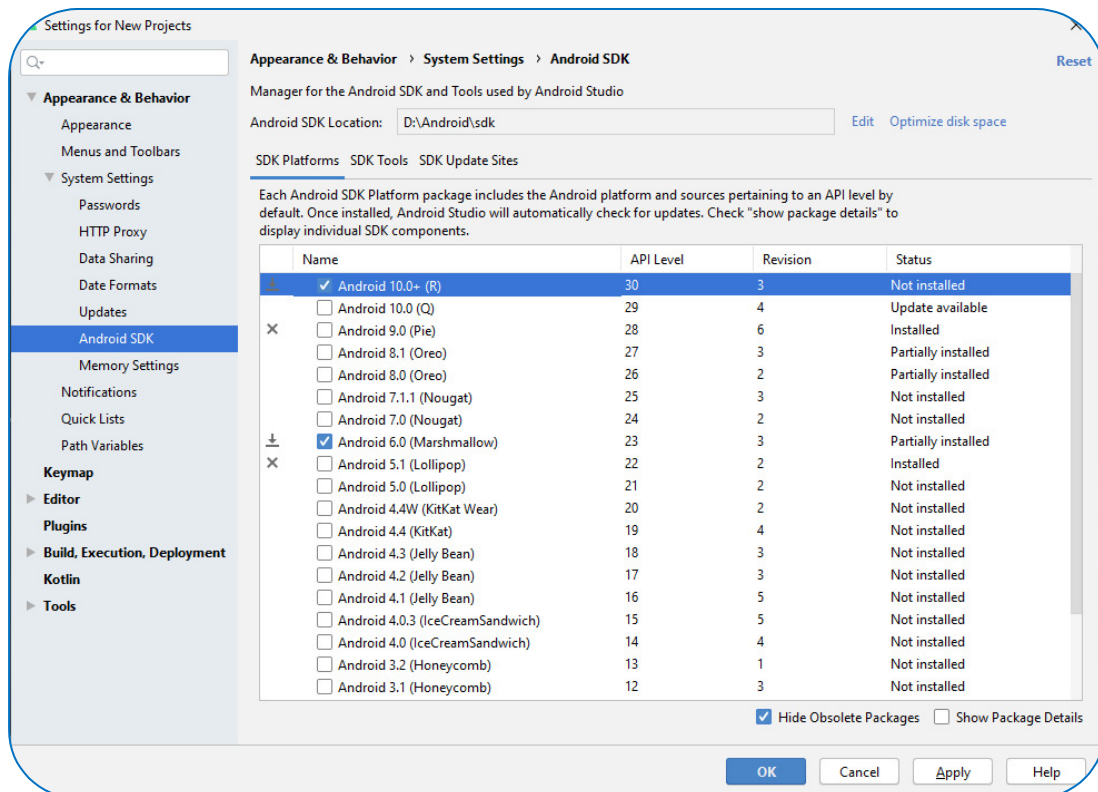 Settings for New Projects
Appearance & Behavior
Appearance
Menus and Toolbars
System Settings
Passwords
HTTP Proxy
Data Sharing
Date Formats
Updates
Android SDK
Memory Settings
Notifications
Quick Lists
Path Variables
Keymap
Editor
Plugins
Build, Execution, Deployment
Kotlin
Tools
Appearance & Behavior › System Settings › Android SDK
Reset
Manager for the Android SDK and Tools used by Android Studio
Android SDK Location: D:\Android\sdk Edit Optimize disk space
SDK Platforms SDK Tools SDK Update Sites
Each Android SDK Platform package includes the Android platform and sources pertaining to an API level by
default. Once installed, Android Studio will automatically check for updates. Check "show package details" to
display individual SDK components.
Name API Level Revision Status
Android 10.0+ (R) 30 3 Not installed
Android 10.0 (Q) 29 4 Update available
Android 9.0 (Pie) 28 6 Installed
Android 8.1 (Oreo) 27 3 Partially installed
Android 8.0 (Oreo) 26 2 Partially installed
Android 7.1.1 (Nougat) 25 3 Not installed
Android 7.0 (Nougat) 24 2 Not installed
Android 6.0 (Marshmallow) 23 3 Partially installed
Android 5.1 (Lollipop) 22 2 Installed
Android 5.0 (Lollipop) 21 2 Not installed
Android 4.4W (KitKat Wear) 20 2 Not installed
Android 4.4 (KitKat) 19 4 Not installed
Android 4.3 (Jelly Bean) 18 3 Not installed
Android 4.2 (Jelly Bean) 17 3 Not installed
Android 4.1 (Jelly Bean) 16 5 Not installed
Android 4.0.3 (IceCreamSandwich) 15 5 Not installed
Android 4.0 (IceCreamSandwich) 14 4 Not installed
Android 3.2 (Honeycomb) 13 1 Not installed
Android 3.1 (Honeycomb) 12 3 Not installed
Hide Obsolete Packages Show Package Details
OK Cancel Apply Help